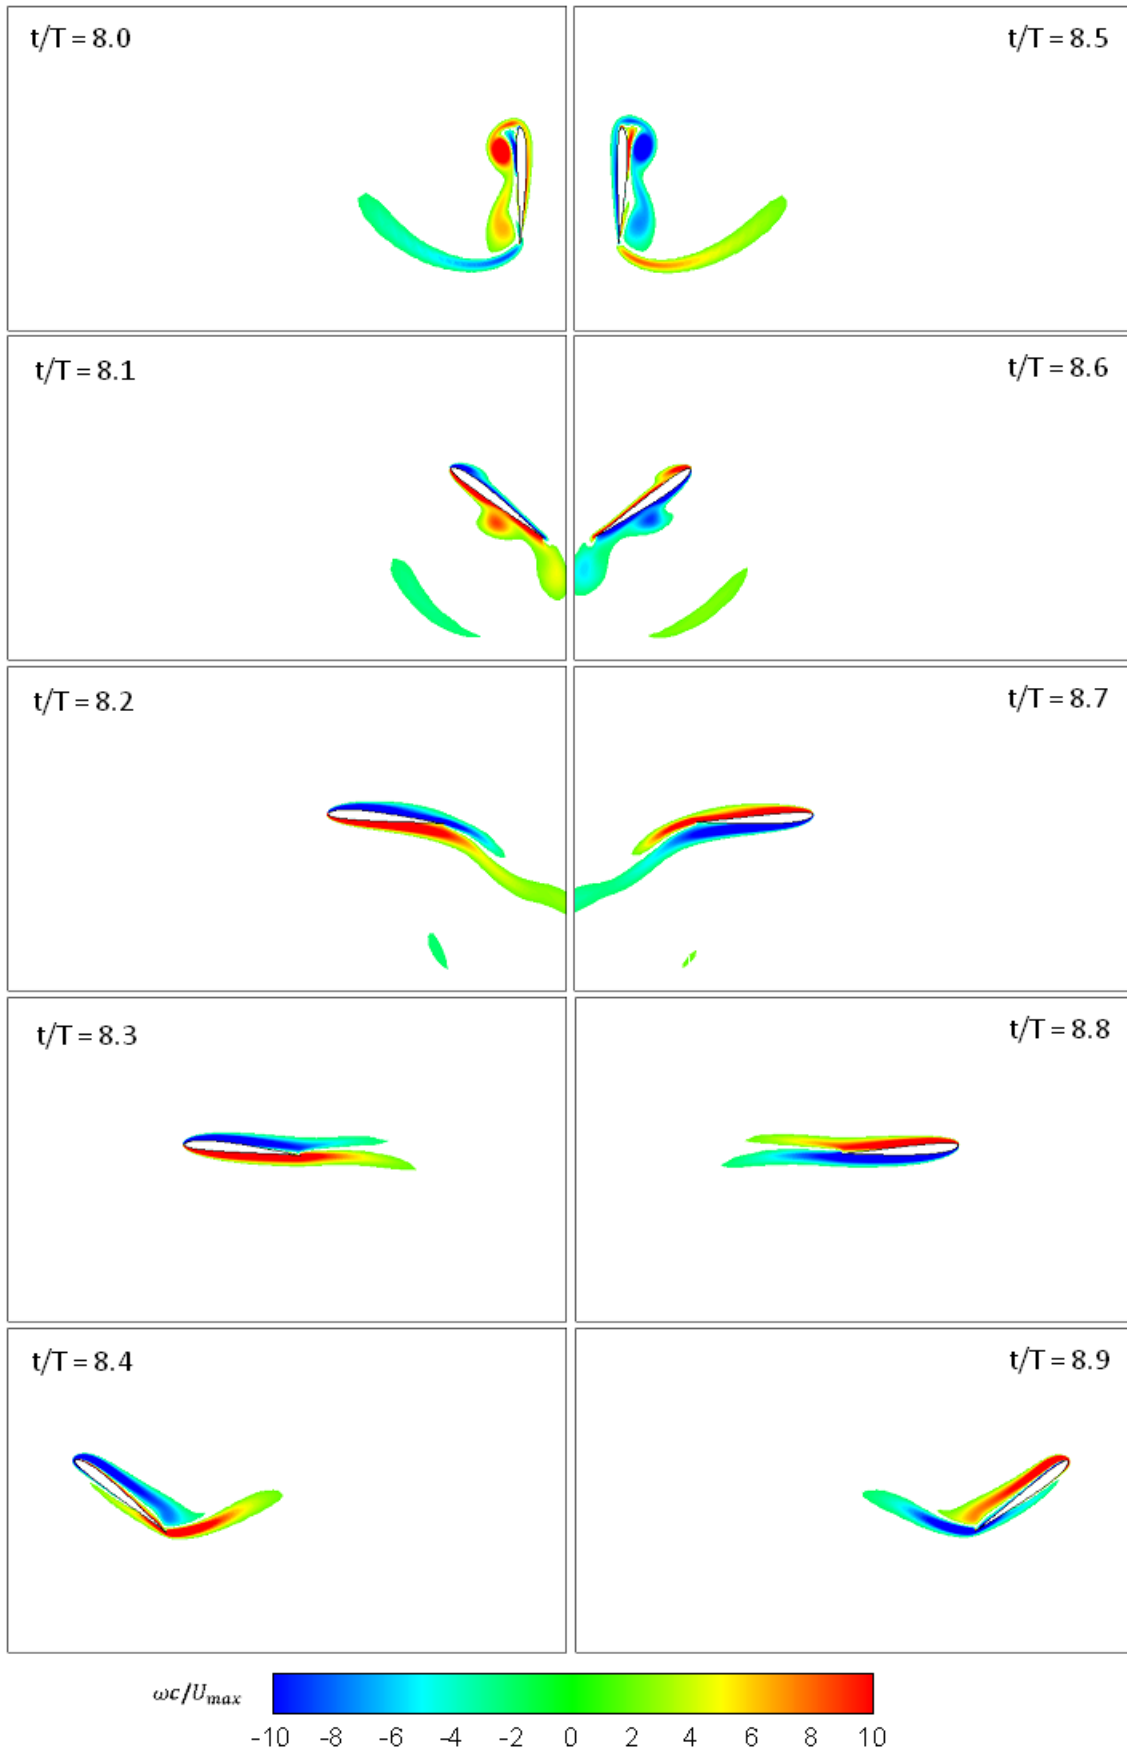 t/T = 8.0
t/T = 8.5
t/T = 8.1
t/T = 8.6
t/T = 8.2
t/T = 8.7
t/T = 8.3
t/T = 8.8
t/T = 8.4
t/T = 8.9
ωc/U_max
-10 -8 -6 -4 -2 0 2 4 6 8 10